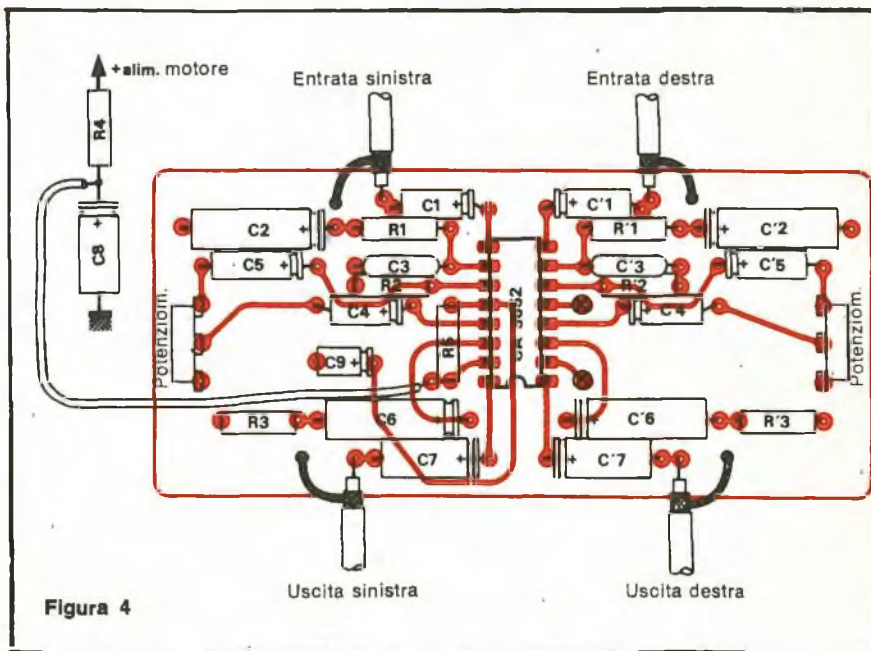 +alim. motore
Entrata sinistra
Entrata destra
R4
C8
+
C1 +
+ C'1
C2 +
R1
R'1
+ C'2
C5 +
C3
C'3
+ C'5
R2
R'2
C4 +
+ C'4
Potenziom.
R5
CA 3052
Potenziom.
C9 +
R3
C6 +
+ C'6
R'3
C7 +
+ C'7
Uscita sinistra
Uscita destra
Figura 4